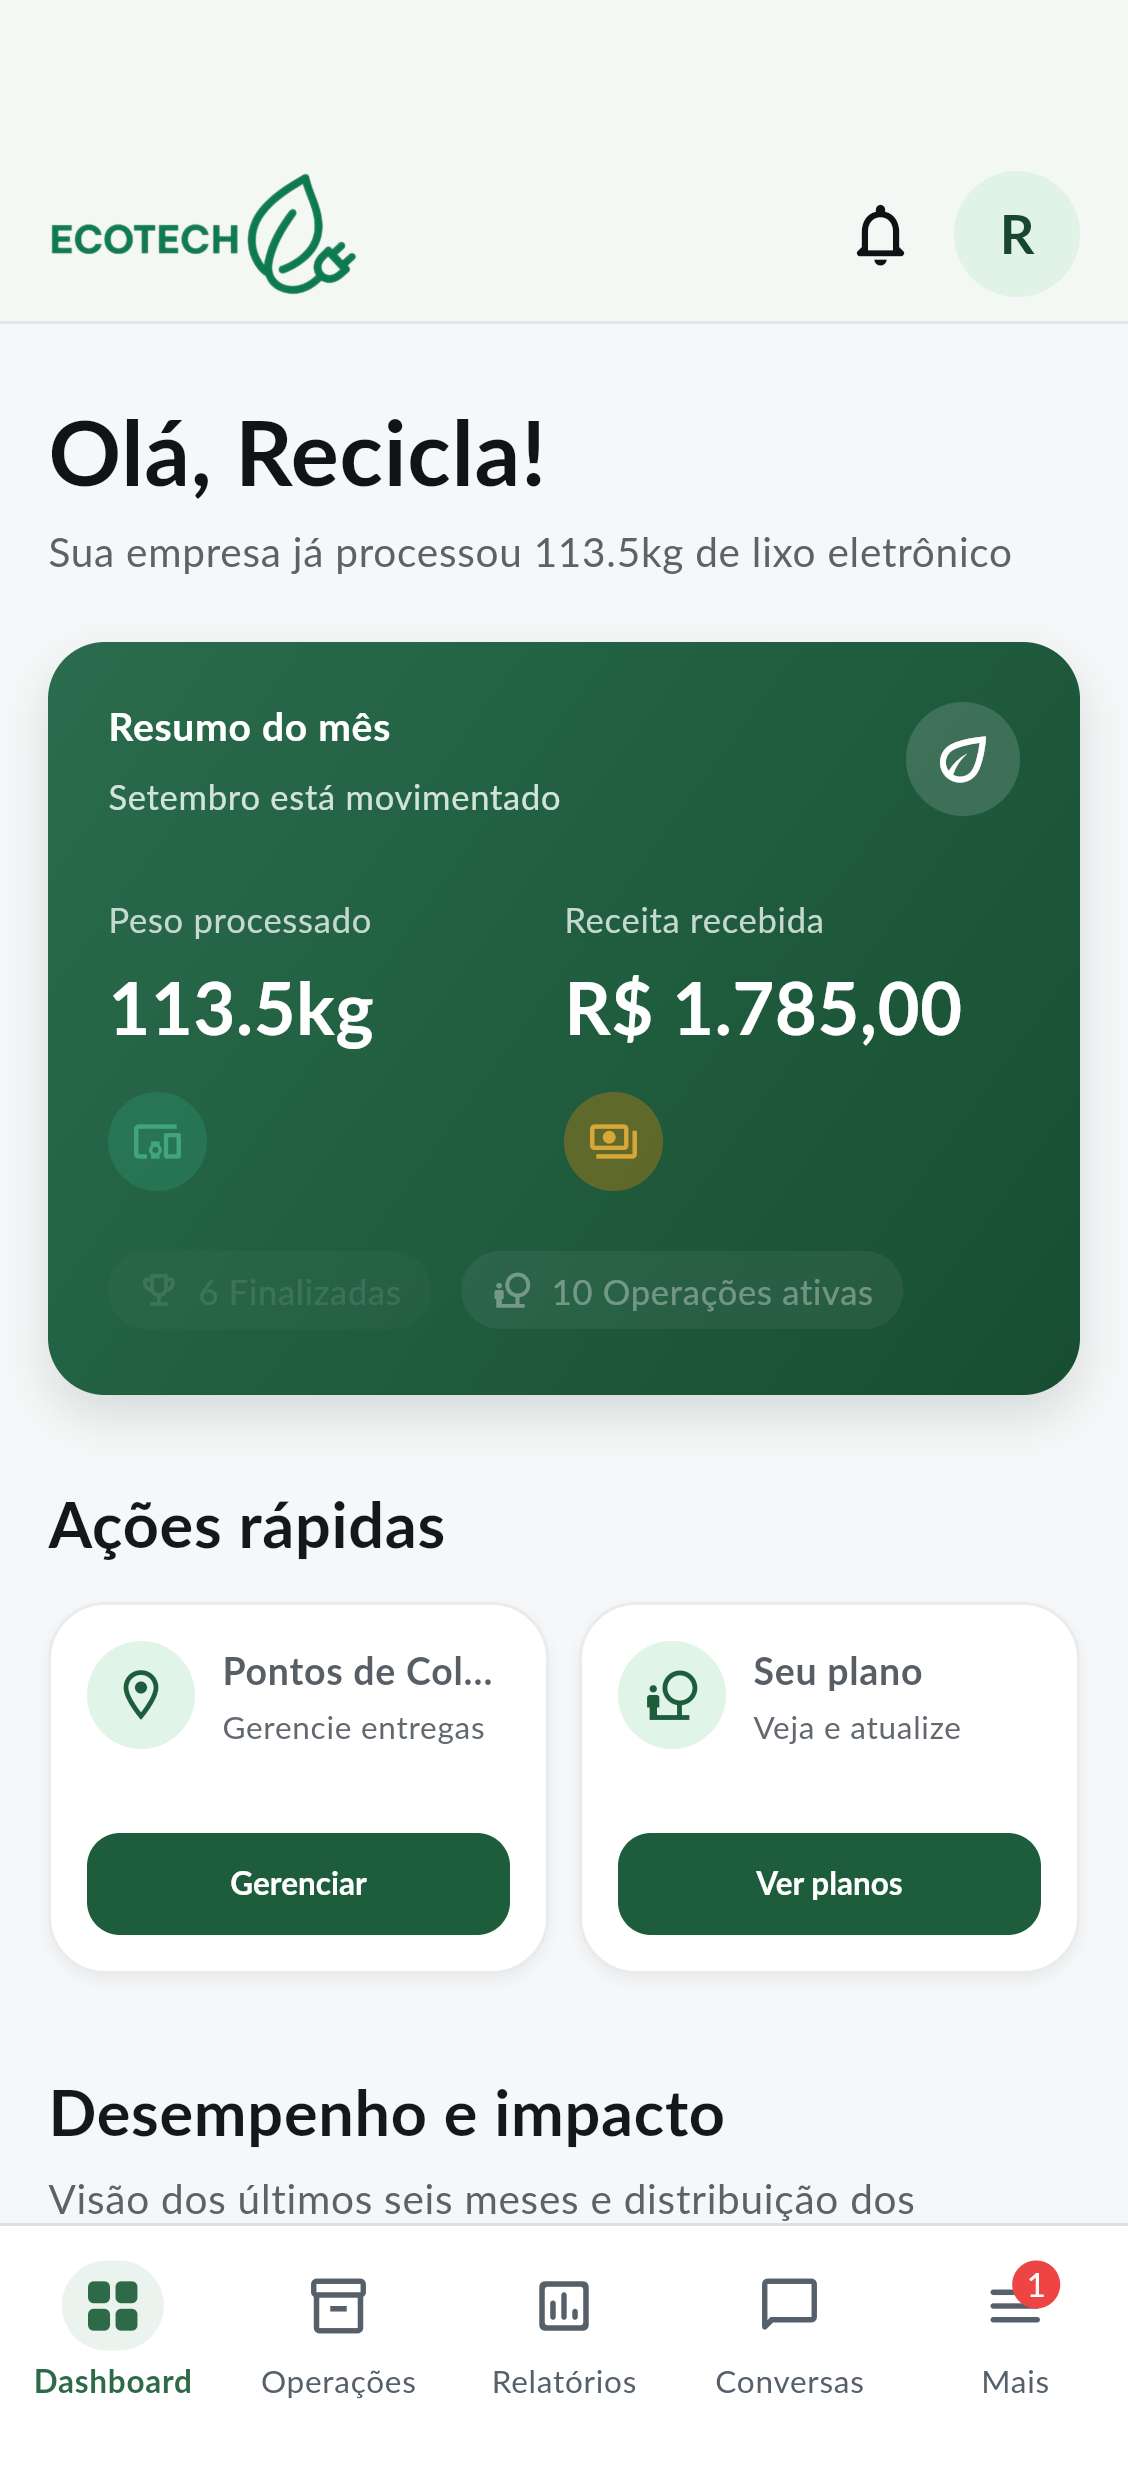 ECOTECH
R
Olá, Recicla!
Sua empresa já processou 113.5kg de lixo eletrônico
Resumo do mês
Setembro está movimentado
Peso processado
Receita recebida
113.5kg
R$ 1.785,00
6 Finalizadas
10 Operações ativas
Ações rápidas
Pontos de Col...
Gerencie entregas
Gerenciar
Seu plano
Veja e atualize
Ver planos
Desempenho e impacto
Visão dos últimos seis meses e distribuição dos
Dashboard
Operações
Relatórios
Conversas
1
Mais